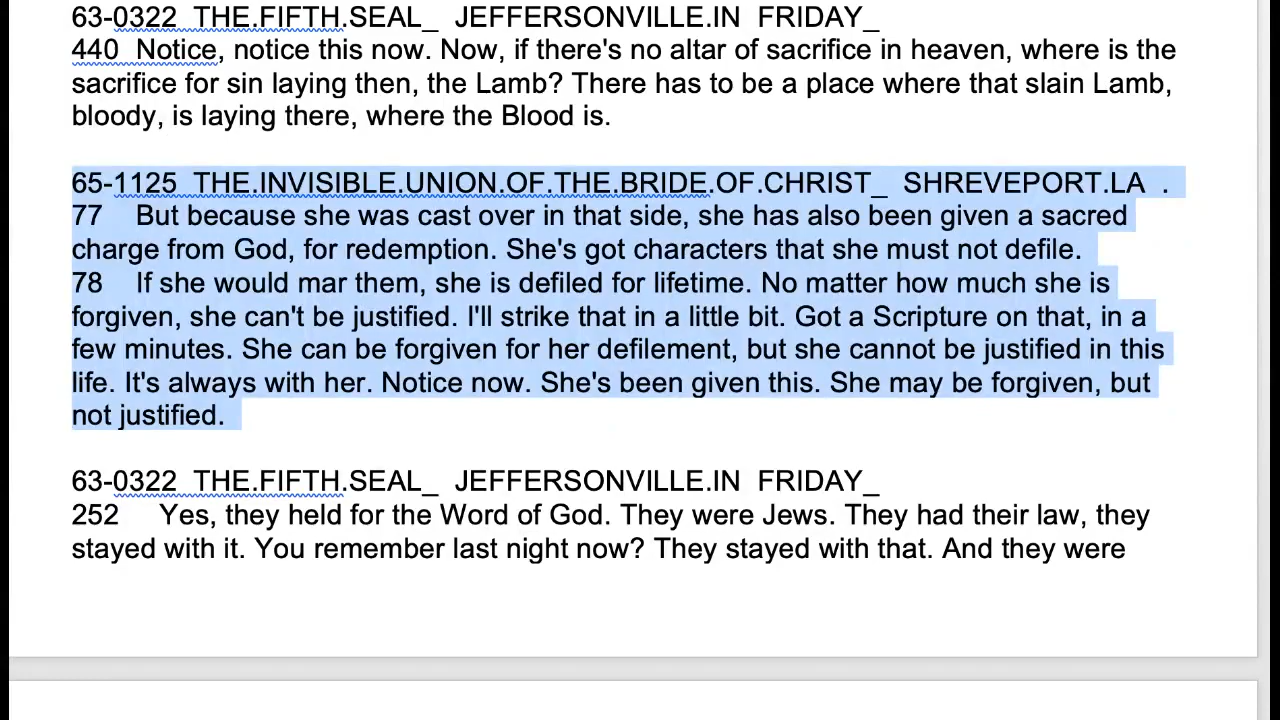 63-0322  THE.FIFTH.SEAL_  JEFFERSONVILLE.IN  FRIDAY_
440  Notice, notice this now. Now, if there's no altar of sacrifice in heaven, where is the
sacrifice for sin laying then, the Lamb? There has to be a place where that slain Lamb,
bloody, is laying there, where the Blood is.
65-1125  THE.INVISIBLE.UNION.OF.THE.BRIDE.OF.CHRIST_  SHREVEPORT.LA  .
77    But because she was cast over in that side, she has also been given a sacred
charge from God, for redemption. She's got characters that she must not defile.
78    If she would mar them, she is defiled for lifetime. No matter how much she is
forgiven, she can't be justified. I'll strike that in a little bit. Got a Scripture on that, in a
few minutes. She can be forgiven for her defilement, but she cannot be justified in this
life. It's always with her. Notice now. She's been given this. She may be forgiven, but
not justified.
63-0322  THE.FIFTH.SEAL_  JEFFERSONVILLE.IN  FRIDAY_
252    Yes, they held for the Word of God. They were Jews. They had their law, they
stayed with it. You remember last night now? They stayed with that. And they were